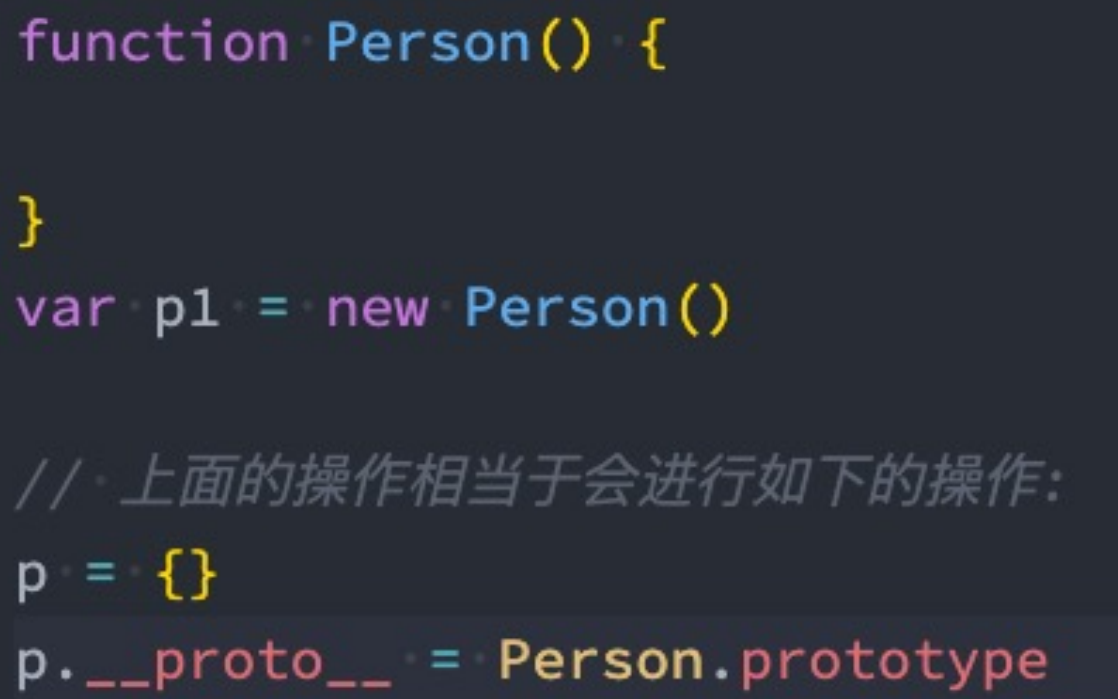 function Person() {
}
var p1 = new Person()
// 上面的操作相当于会进行如下的操作:
p = {}
p.__proto__ = Person.prototype